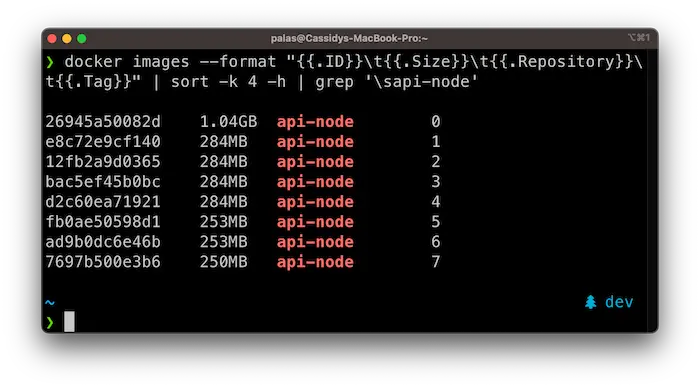 palas@Cassidys-MacBook-Pro:~
⌥⌘1
❯ docker images --format "{{.ID}}\t{{.Size}}\t{{.Repository}}\
t{{.Tag}}" | sort -k 4 -h | grep '\sapi-node'
26945a50082d 1.04GB api-node 0
e8c72e9cf140 284MB api-node 1
12fb2a9d0365 284MB api-node 2
bac5ef45b0bc 284MB api-node 3
d2c60ea71921 284MB api-node 4
fb0ae50598d1 253MB api-node 5
ad9b0dc6e46b 253MB api-node 6
7697b500e3b6 250MB api-node 7
~ 🌲 dev
❯